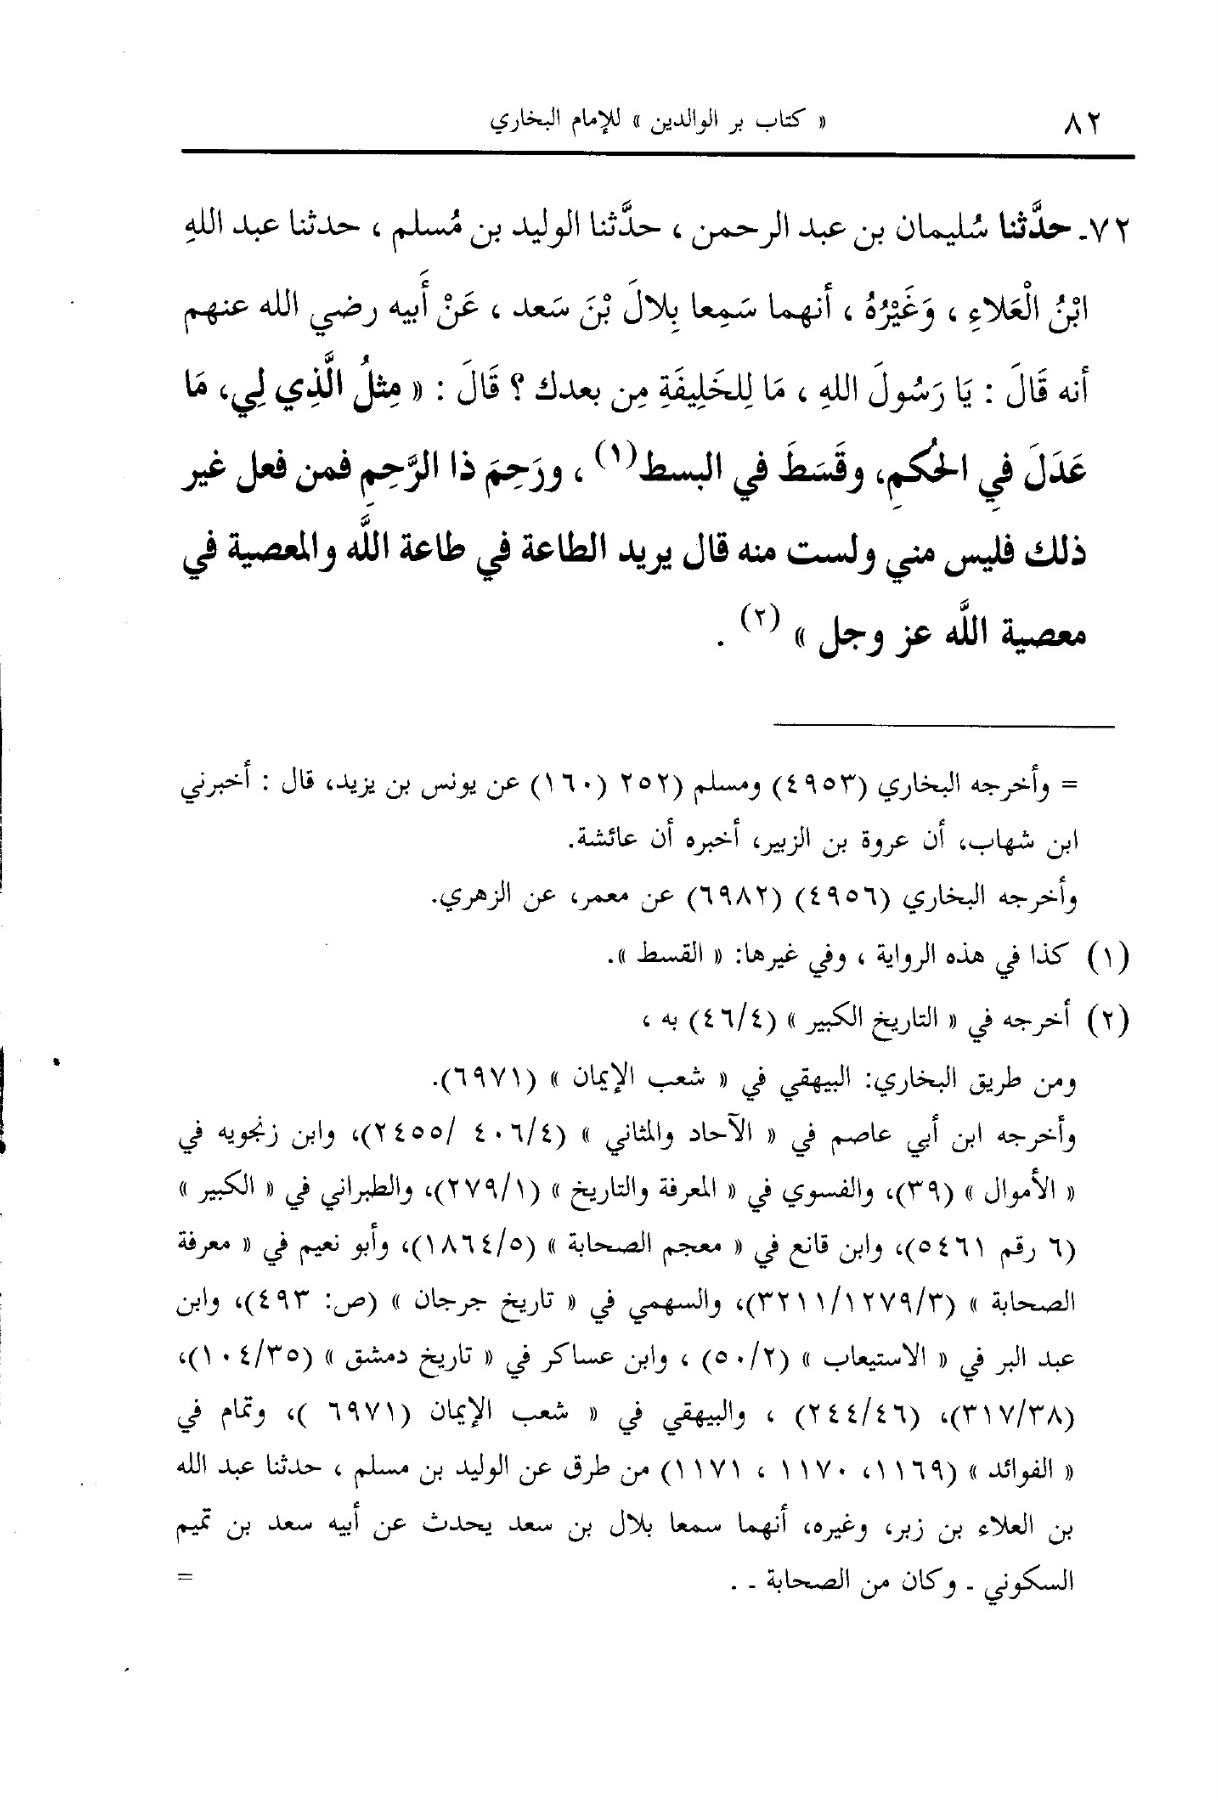 ٨٢
« كتاب بر الوالدين » للإمام البخاري
٧٢ـ حدَّثنا سُليمان بن عبد الرحمن ، حدَّثنا الوليد بن مُسلم ، حدثنا عبد اللهِ
ابْنُ الْعَلاءِ ، وَغَيْرُهُ ، أنهما سَمِعا بِلالَ بْنَ سَعد ، عَنْ أَبيه رضي الله عنهم
أنه قَالَ : يَا رَسُولَ اللهِ ، مَا لِلخَلِيفَةِ مِن بعدك ؟ قَالَ : « مِثلُ الَّذِي لِي، مَا
عَدَلَ فِي الحُكمِ، وقَسَطَ في البسط(١) ، ورَحِمَ ذا الرَّحِمِ فمن فعل غير
ذلك فليس مني ولست منه قال يريد الطاعة في طاعة اللَّه والمعصية في
معصية اللَّه عز وجل » (٢) .
= وأخرجه البخاري (٤٩٥٣) ومسلم (٢٥٢ (١٦٠) عن يونس بن يزيد، قال : أخبرني
ابن شهاب، أن عروة بن الزبير، أخبره أن عائشة.
وأخرجه البخاري (٤٩٥٦) (٦٩٨٢) عن معمر، عن الزهري.
(١) كذا في هذه الرواية ، وفي غيرها: « القسط ».
(٢) أخرجه في « التاريخ الكبير » (٤٦/٤) به ،
ومن طريق البخاري: البيهقي في « شعب الإيمان » (٦٩٧١).
وأخرجه ابن أبي عاصم في « الآحاد والمثاني » (٤٠٦/٤ /٢٤٥٥)، وابن زنجويه في
« الأموال » (٣٩)، والفسوي في « المعرفة والتاريخ » (٢٧٩/١)، والطبراني في « الكبير »
(٦ رقم ٥٤٦١)، وابن قانع في « معجم الصحابة » (١٨٦٤/٥)، وأبو نعيم في « معرفة
الصحابة » (٣٢١١/١٢٧٩/٣)، والسهمي في « تاريخ جرجان » (ص: ٤٩٣)، وابن
عبد البر في « الاستيعاب » (٥٠/٢) ، وابن عساكر في « تاريخ دمشق » (١٠٤/٣٥)،
(٣١٧/٣٨)، (٢٤٤/٤٦) ، والبيهقي في « شعب الإيمان (٦٩٧١ )، وتمام في
« الفوائد » (١١٦٩، ١١٧٠ ، ١١٧١) من طرق عن الوليد بن مسلم ، حدثنا عبد الله
بن العلاء بن زبر، وغيره، أنهما سمعا بلال بن سعد يحدث عن أبيه سعد بن تميم
السكوني ـ وكان من الصحابة ـ . =